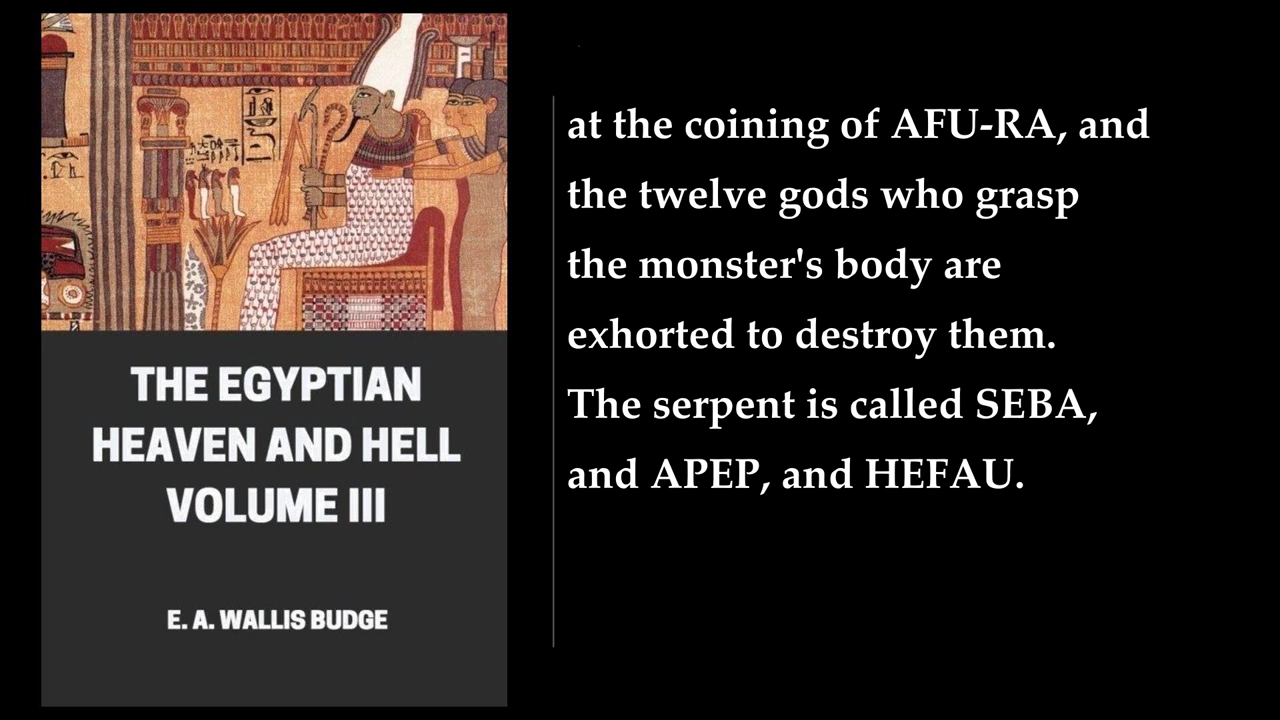 THE EGYPTIAN
HEAVEN AND HELL
VOLUME III
E. A. WALLIS BUDGE
at the coining of AFU-RA, and
the twelve gods who grasp
the monster's body are
exhorted to destroy them.
The serpent is called SEBA,
and APEP, and HEFAU.